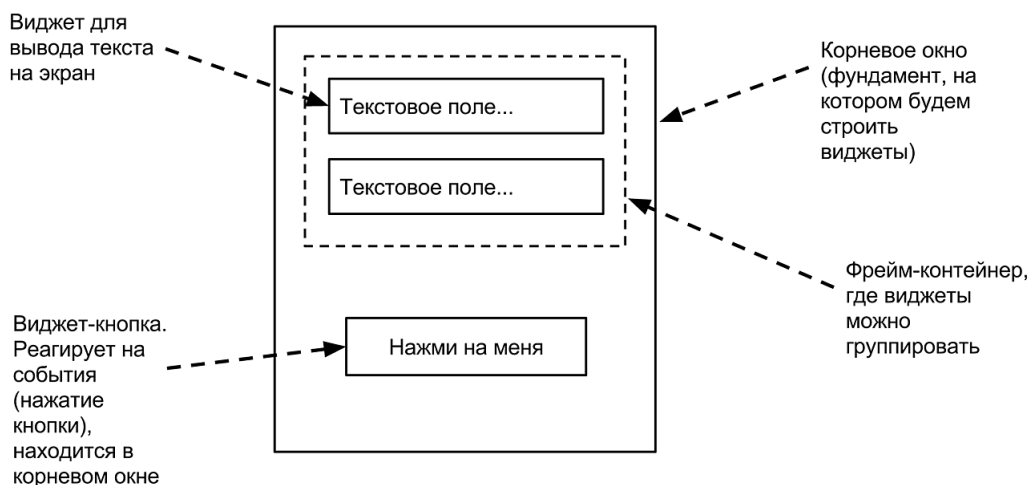 Виджет для
вывода текста
на экран
Текстовое поле...
Текстовое поле...
Корневое окно
(фундамент, на
котором будем
строить
виджеты)
Фрейм-контейнер,
где виджеты
можно
группировать
Виджет-кнопка.
Реагирует на
события
(нажатие
кнопки),
находится в
корневом окне
Нажми на меня